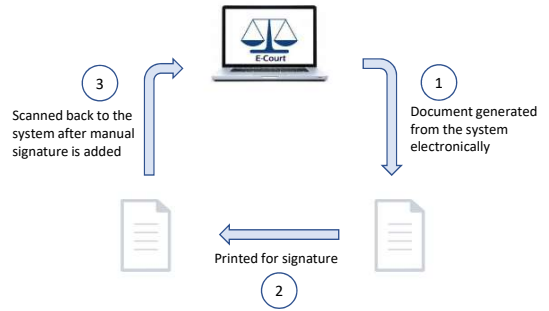 E-Court
1
Document generated
from the system
electronically
Printed for signature
2
3
Scanned back to the
system after manual
signature is added